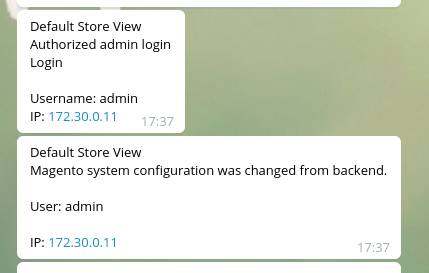 Default Store View
Authorized admin login
Login
Username: admin
IP: 172.30.0.11
17:37
Default Store View
Magento system configuration was changed from backend.
User: admin
IP: 172.30.0.11
17:37